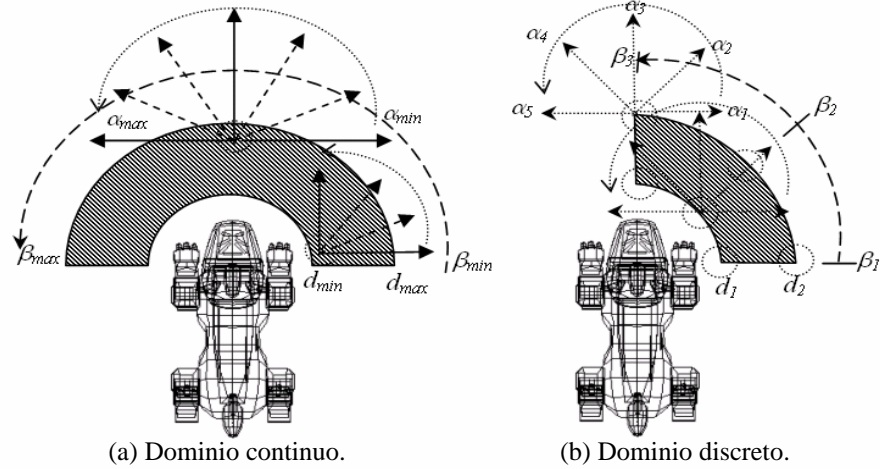 α3
α4
α2
β3
α5
α1
β2
αmax
αmin
βmax
dmin
dmax
βmin
d1
d2
β1
(a) Dominio continuo.
(b) Dominio discreto.